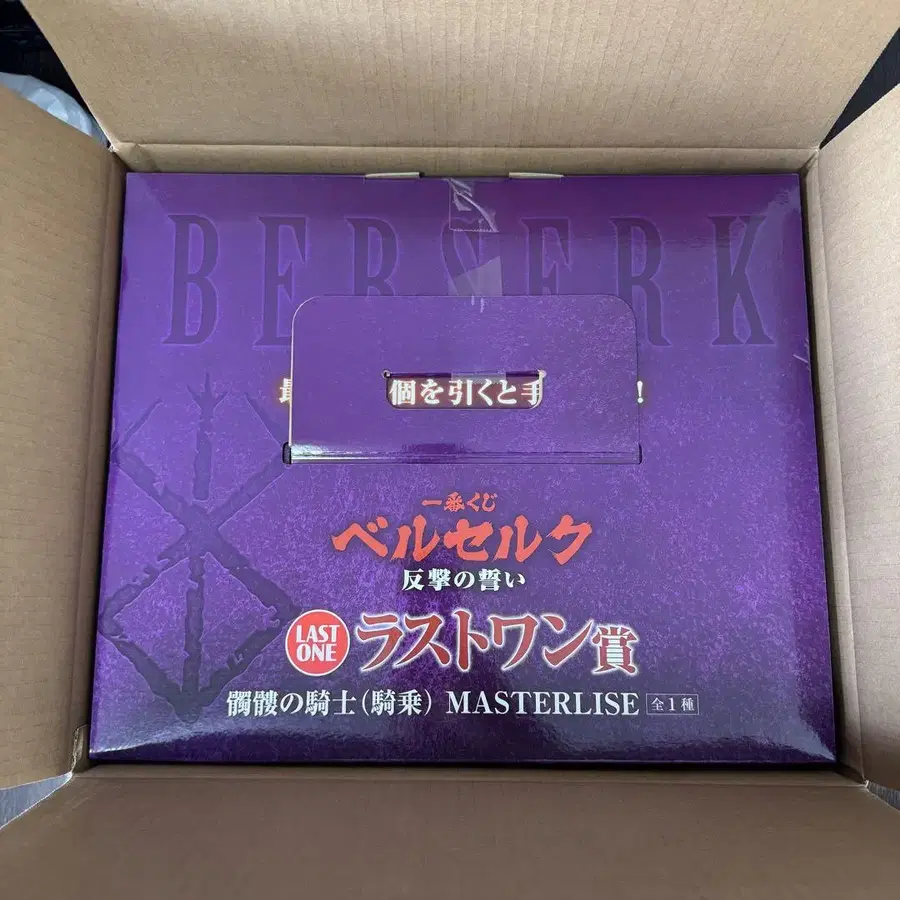 BERSERK
最 個を引くと手 !
一番くじ
ベルセルク
反撃の誓い
LAST ONE ラストワン賞
髑髏の騎士(騎乗) MASTERLISE 全1種